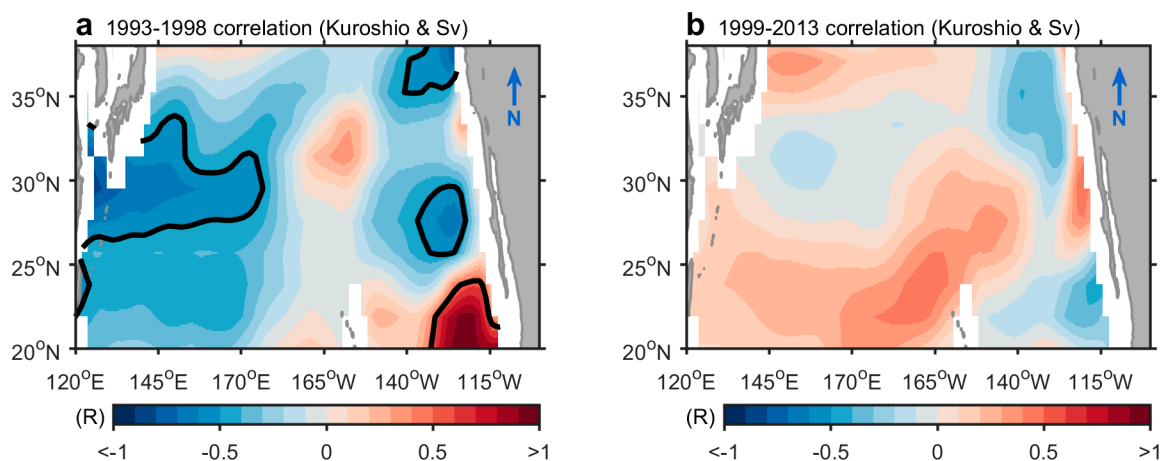 a 1993-1998 correlation (Kuroshio & Sv)
35°N
30°N
25°N
20°N
N
120°E 145°E 170°E 165°W 140°W 115°W
(R)
<-1 -0.5 0 0.5 >1
b 1999-2013 correlation (Kuroshio & Sv)
35°N
30°N
25°N
20°N
N
120°E 145°E 170°E 165°W 140°W 115°W
(R)
<-1 -0.5 0 0.5 >1